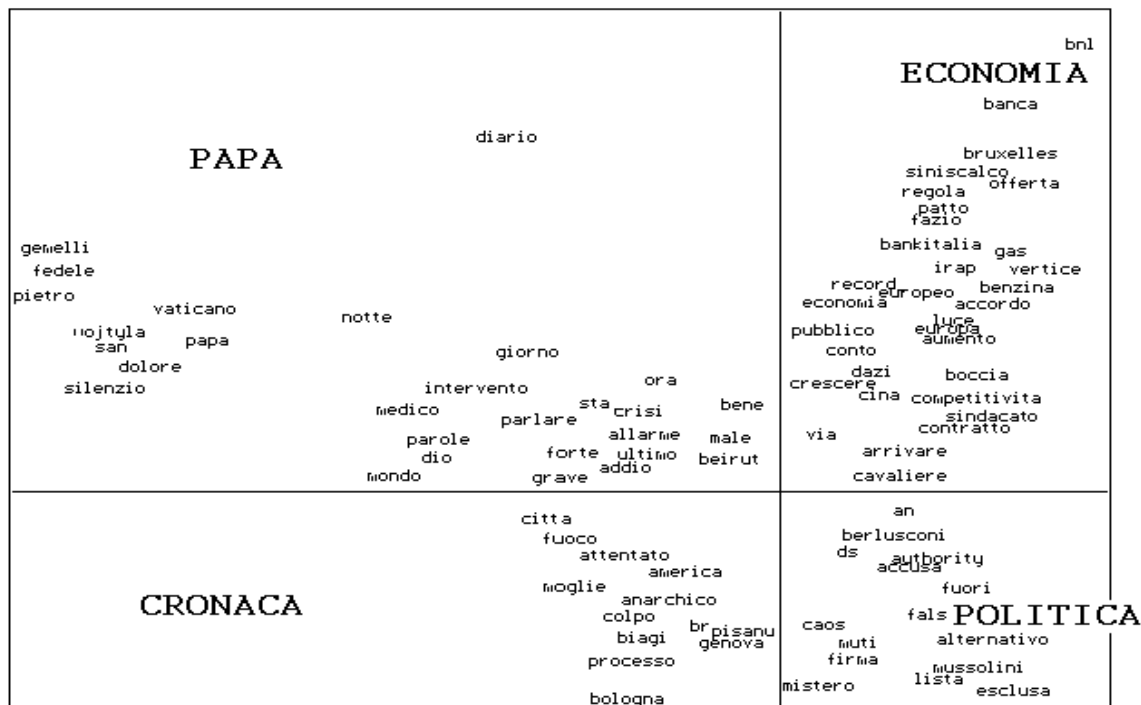 bnl
ECONOMIA
banca
diario
PAPA
bruxelles
siniscalco
offerta
regola
patto
fazio
gemelli
bankitalia
gas
fedele
irap
vertice
record
benzina
pietro
europeo
economia
accordo
vaticano
notte
luce
pubblico
europa
wojtyla
aumento
papa
san
giorno
conto
dolore
dazi
boccia
ora
crescere
silenzio
intervento
cina
competitivita
sta
bene
medico
crisi
sindacato
parlare
contratto
allarme
via
parole
male
forte
ultimo
arrivare
dio
beirut
addio
mondo
grave
cavaliere
citta
an
fuoco
berlusconi
attentato
ds
authority
accusa
america
moglie
fuori
anarchico
CRONACA
colpo
fals
POLITICA
br
caos
pisanu
biagi
genova
muti
alternativo
processo
firma
mussolini
lista
mistero
esclusa
bologna